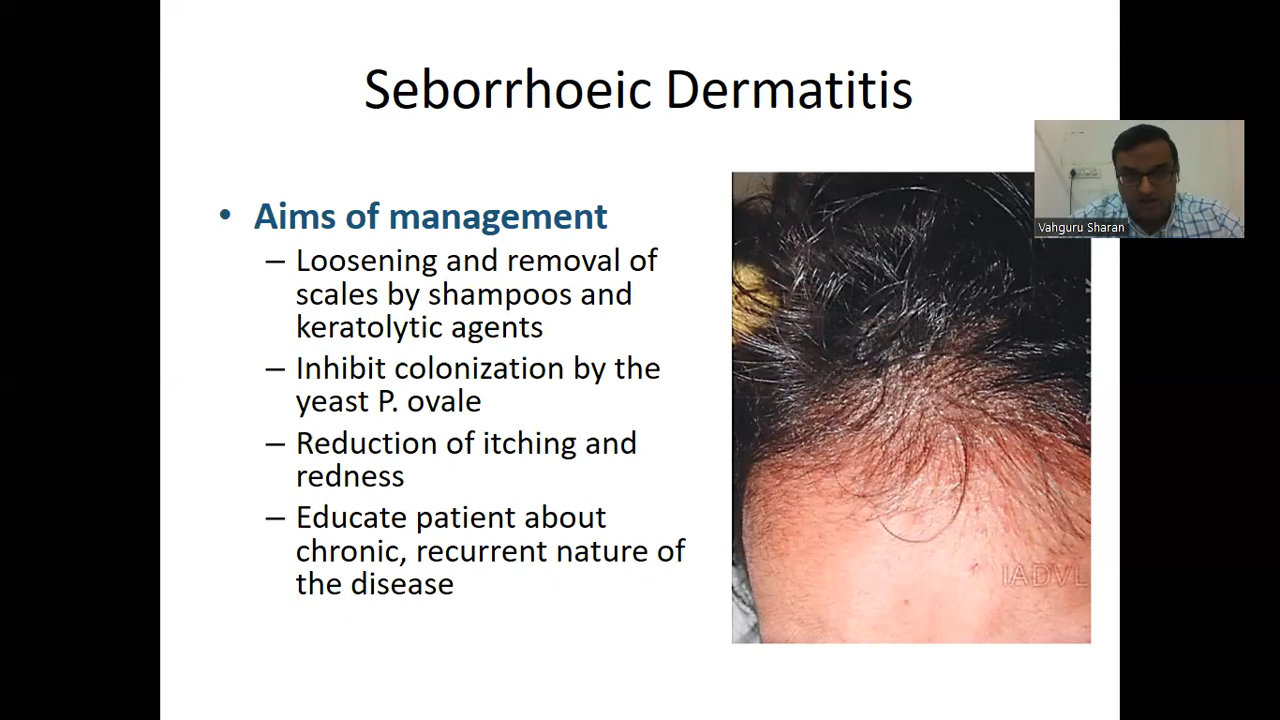 Seborrhoeic Dermatitis
• Aims of management
– Loosening and removal of
scales by shampoos and
keratolytic agents
– Inhibit colonization by the
yeast P. ovale
– Reduction of itching and
redness
– Educate patient about
chronic, recurrent nature of
the disease
Vahguru Sharan
IADVL